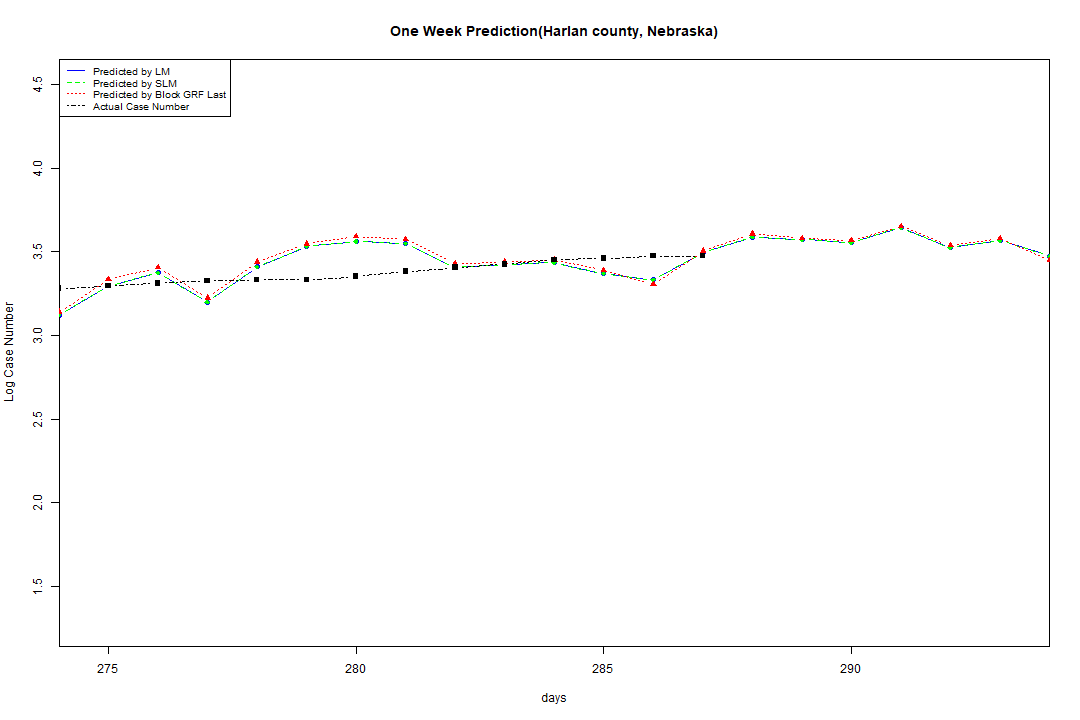 One Week Prediction(Harlan county, Nebraska)
Predicted by LM
Predicted by SLM
Predicted by Block GRF Last
Actual Case Number
4.5
4.0
3.5
3.0
2.5
2.0
1.5
Log Case Number
275
280
285
290
days